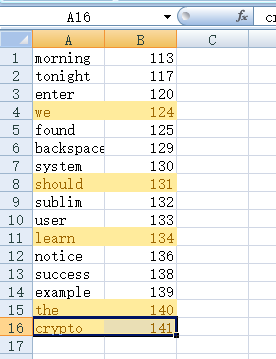 A16 fx cr
A B C
1 morning 113
2 tonight 117
3 enter 120
4 we 124
5 found 125
6 backspace 129
7 system 130
8 should 131
9 sublim 132
10 user 133
11 learn 134
12 notice 136
13 success 138
14 example 139
15 the 140
16 crypto 141
17